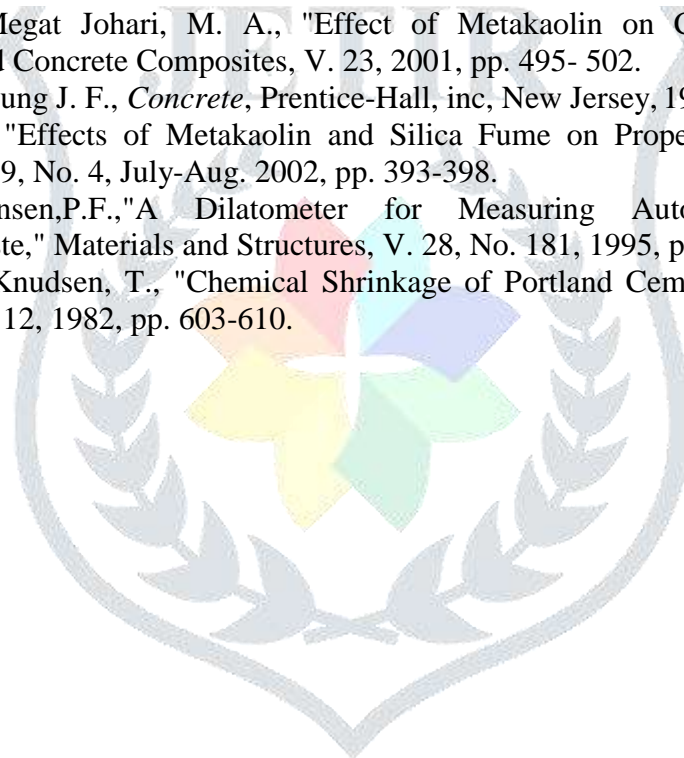 JETIR
Megat Johari, M. A., "Effect of Metakaolin on C
d Concrete Composites, V. 23, 2001, pp. 495- 502.
ung J. F., Concrete, Prentice-Hall, inc, New Jersey, 19
"Effects of Metakaolin and Silica Fume on Prope
9, No. 4, July-Aug. 2002, pp. 393-398.
nsen,P.F.,"A Dilatometer for Measuring Auto
te," Materials and Structures, V. 28, No. 181, 1995, p
Knudsen, T., "Chemical Shrinkage of Portland Cem
12, 1982, pp. 603-610.